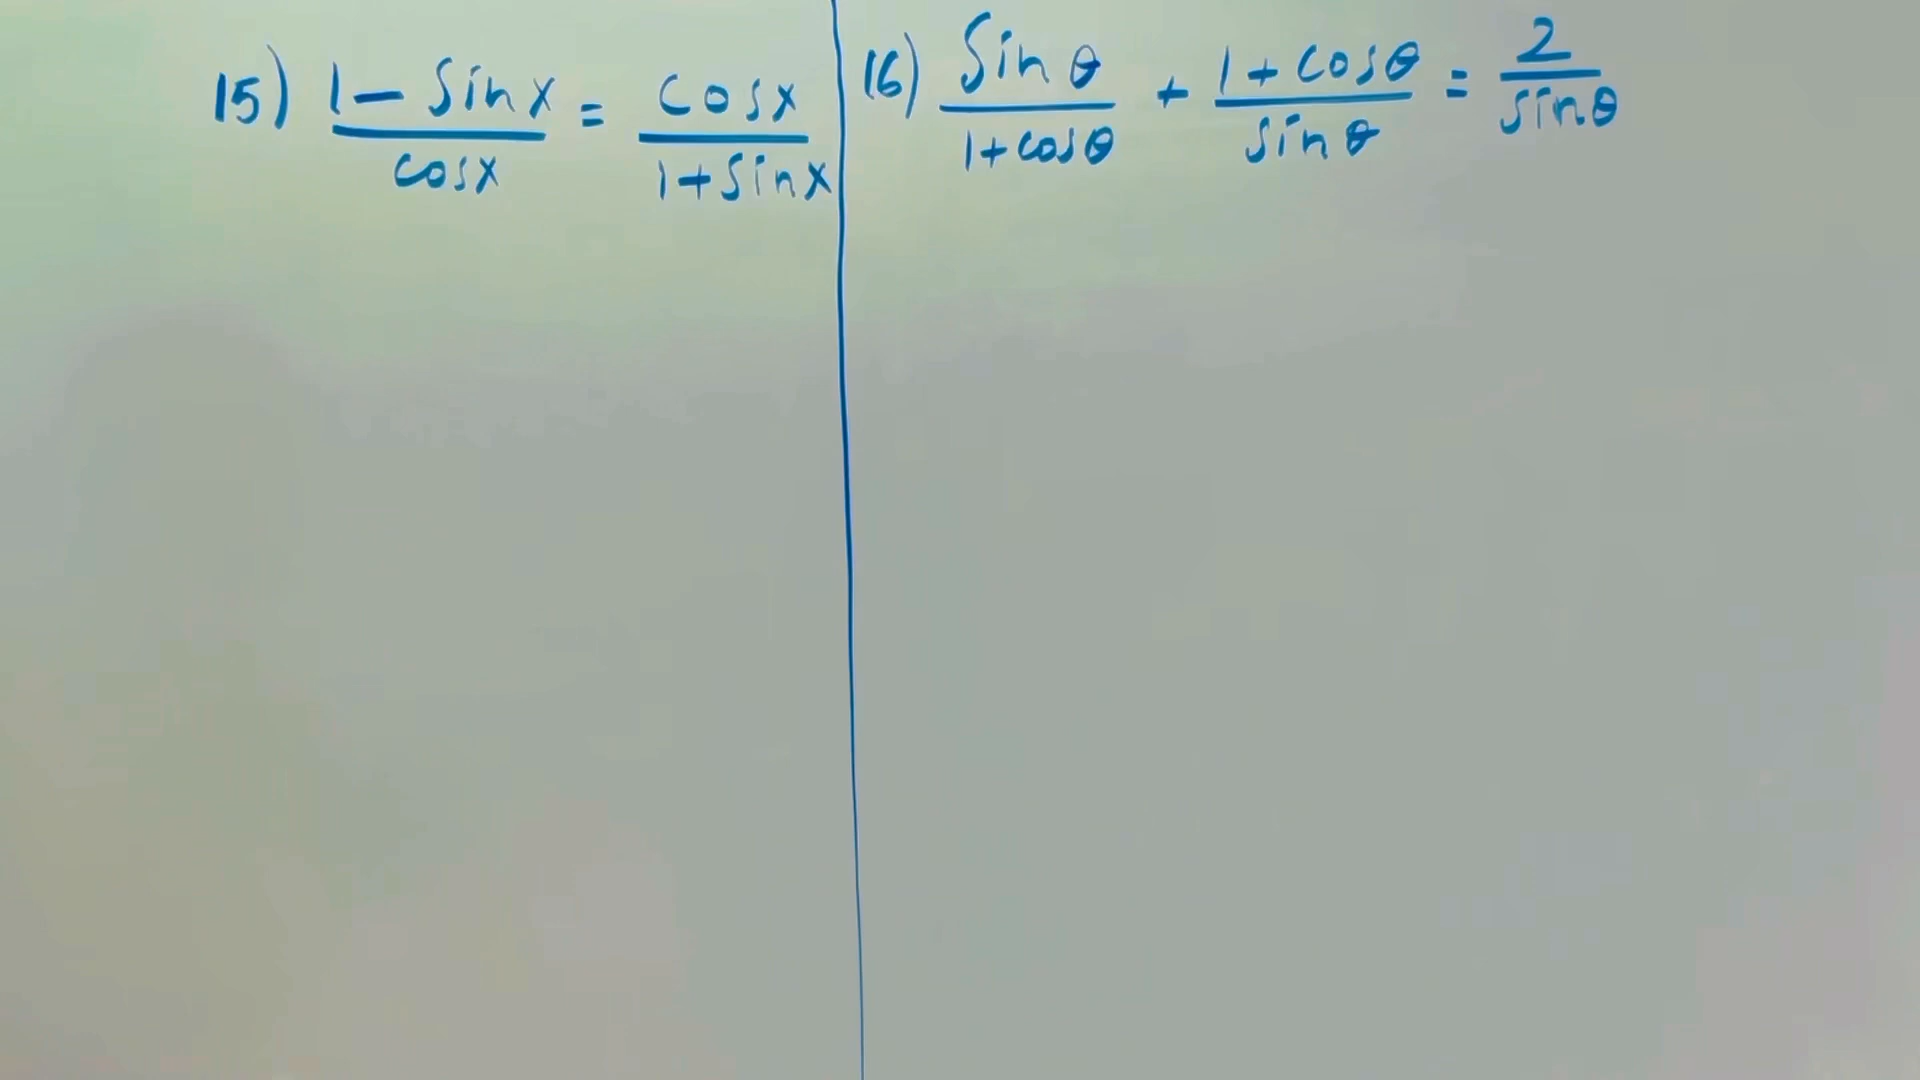 15) (1 - sin x)/(cos x) = (cos x)/(1 + sin x)
16) (sin θ)/(1 + cos θ) + (1 + cos θ)/(sin θ) = 2/(sin θ)